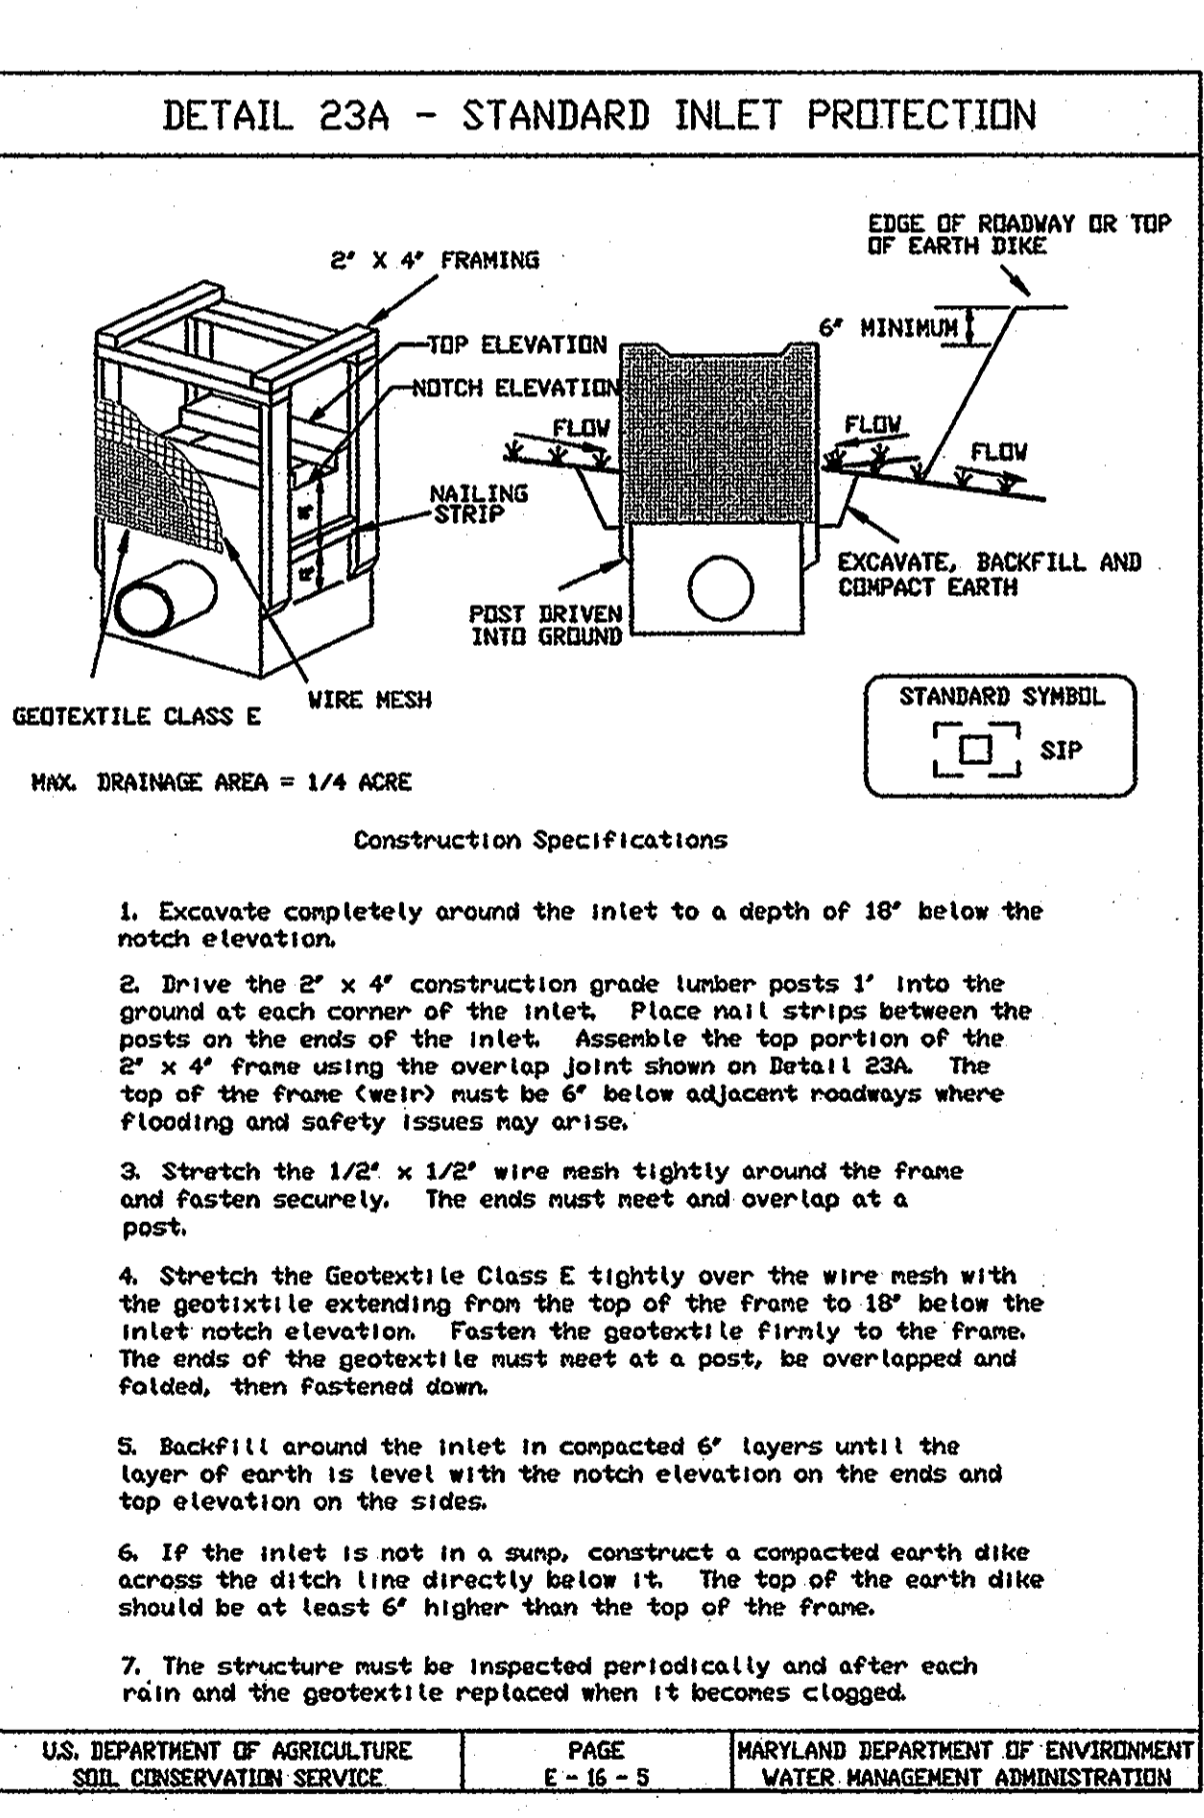 DETAIL 23A - STANDARD INLET PROTECTION
EDGE OF ROADWAY OR TOP
OF EARTH DIKE
2" X 4" FRAMING
6" MINIMUM
TOP ELEVATION
NOTCH ELEVATION
FLOW
FLOW
FLOW
NAILING
STRIP
EXCAVATE, BACKFILL AND
COMPACT EARTH
POST DRIVEN
INTO GROUND
WIRE MESH
GEOTEXTILE CLASS E
STANDARD SYMBOL
SIP
MAX. DRAINAGE AREA = 1/4 ACRE
Construction Specifications
1. Excavate completely around the inlet to a depth of 18" below the
notch elevation.
2. Drive the 2" x 4" construction grade lumber posts 1' into the
ground at each corner of the inlet. Place nail strips between the
posts on the ends of the inlet. Assemble the top portion of the
2" x 4" frame using the overlap joint shown on Detail 23A. The
top of the frame (weir) must be 6" below adjacent roadways where
flooding and safety issues may arise.
3. Stretch the 1/2" x 1/2" wire mesh tightly around the frame
and fasten securely. The ends must meet and overlap at a
post.
4. Stretch the Geotextile Class E tightly over the wire mesh with
the geotixtile extending from the top of the frame to 18" below the
inlet notch elevation. Fasten the geotextile firmly to the frame.
The ends of the geotextile must meet at a post, be overlapped and
folded, then fastened down.
5. Backfill around the inlet in compacted 6" layers until the
layer of earth is level with the notch elevation on the ends and
top elevation on the sides.
6. If the inlet is not in a sump, construct a compacted earth dike
across the ditch line directly below it. The top of the earth dike
should be at least 6" higher than the top of the frame.
7. The structure must be inspected periodically and after each
rain and the geotextile replaced when it becomes clogged.
U.S. DEPARTMENT OF AGRICULTURE
SOIL CONSERVATION SERVICE
PAGE
E - 16 - 5
MARYLAND DEPARTMENT OF ENVIRONMENT
WATER MANAGEMENT ADMINISTRATION